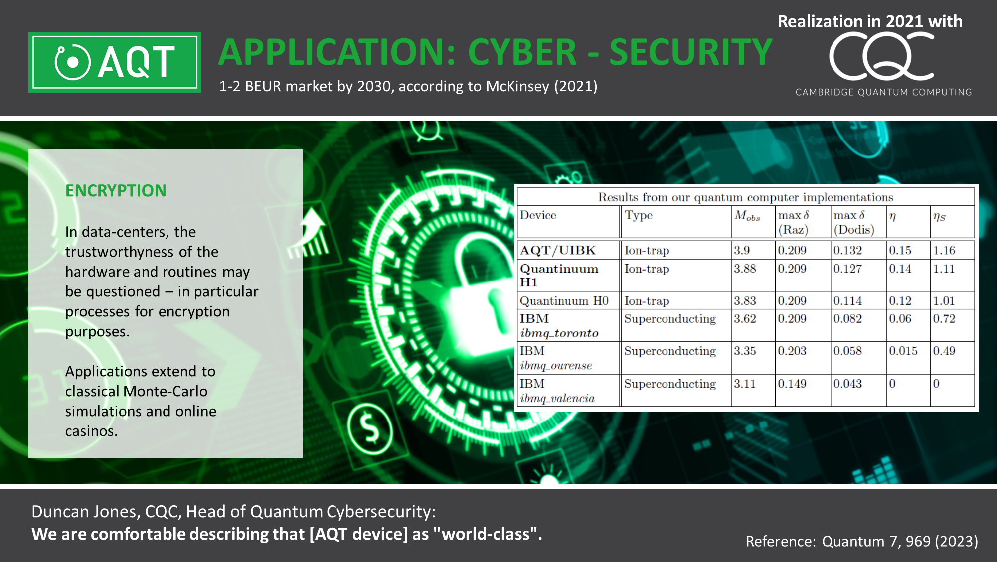 Realization in 2021 with
AQT
APPLICATION: CYBER - SECURITY
1-2 BEUR market by 2030, according to McKinsey (2021)
CQC
CAMBRIDGE QUANTUM COMPUTING
ENCRYPTION
In data-centers, the
trustworthyness of the
hardware and routines may
be questioned – in particular
processes for encryption
purposes.
Applications extend to
classical Monte-Carlo
simulations and online
casinos.
Results from our quantum computer implementations
Device Type M_obs max δ (Raz) max δ (Dodis) η η_S
AQT/UIBK Ion-trap 3.9 0.209 0.132 0.15 1.16
Quantinuum H1 Ion-trap 3.88 0.209 0.127 0.14 1.11
Quantinuum H0 Ion-trap 3.83 0.209 0.114 0.12 1.01
IBM ibmq_toronto Superconducting 3.62 0.209 0.082 0.06 0.72
IBM ibmq_ourense Superconducting 3.35 0.203 0.058 0.015 0.49
IBM ibmq_valencia Superconducting 3.11 0.149 0.043 0 0
Duncan Jones, CQC, Head of Quantum Cybersecurity:
We are comfortable describing that [AQT device] as "world-class".
Reference: Quantum 7, 969 (2023)